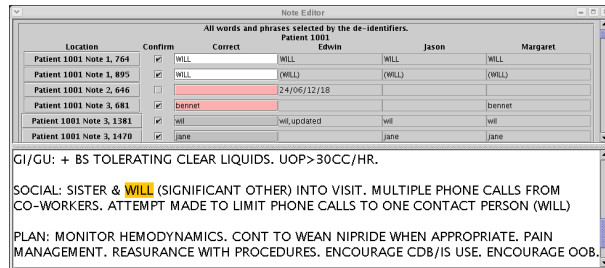 Note Editor
All words and phrases selected by the de-identifiers.
Patient 1001
Location Confirm Correct Edwin Jason Margaret
Patient 1001 Note 1, 764 WILL WILL WILL WILL
Patient 1001 Note 1, 895 WILL (WILL) (WILL) (WILL)
Patient 1001 Note 2, 646 24/06/12/18
Patient 1001 Note 3, 681 bennet bennet
Patient 1001 Note 3, 1381 wil wil,updated wil wil
Patient 1001 Note 3, 1470 jane jane jane
GI/GU: + BS TOLERATING CLEAR LIQUIDS. UOP>30CC/HR.
SOCIAL: SISTER & WILL (SIGNIFICANT OTHER) INTO VISIT. MULTIPLE PHONE CALLS FROM
CO-WORKERS. ATTEMPT MADE TO LIMIT PHONE CALLS TO ONE CONTACT PERSON (WILL)
PLAN: MONITOR HEMODYNAMICS. CONT TO WEAN NIPRIDE WHEN APPROPRIATE. PAIN
MANAGEMENT. REASURANCE WITH PROCEDURES. ENCOURAGE CDB/IS USE. ENCOURAGE OOB.